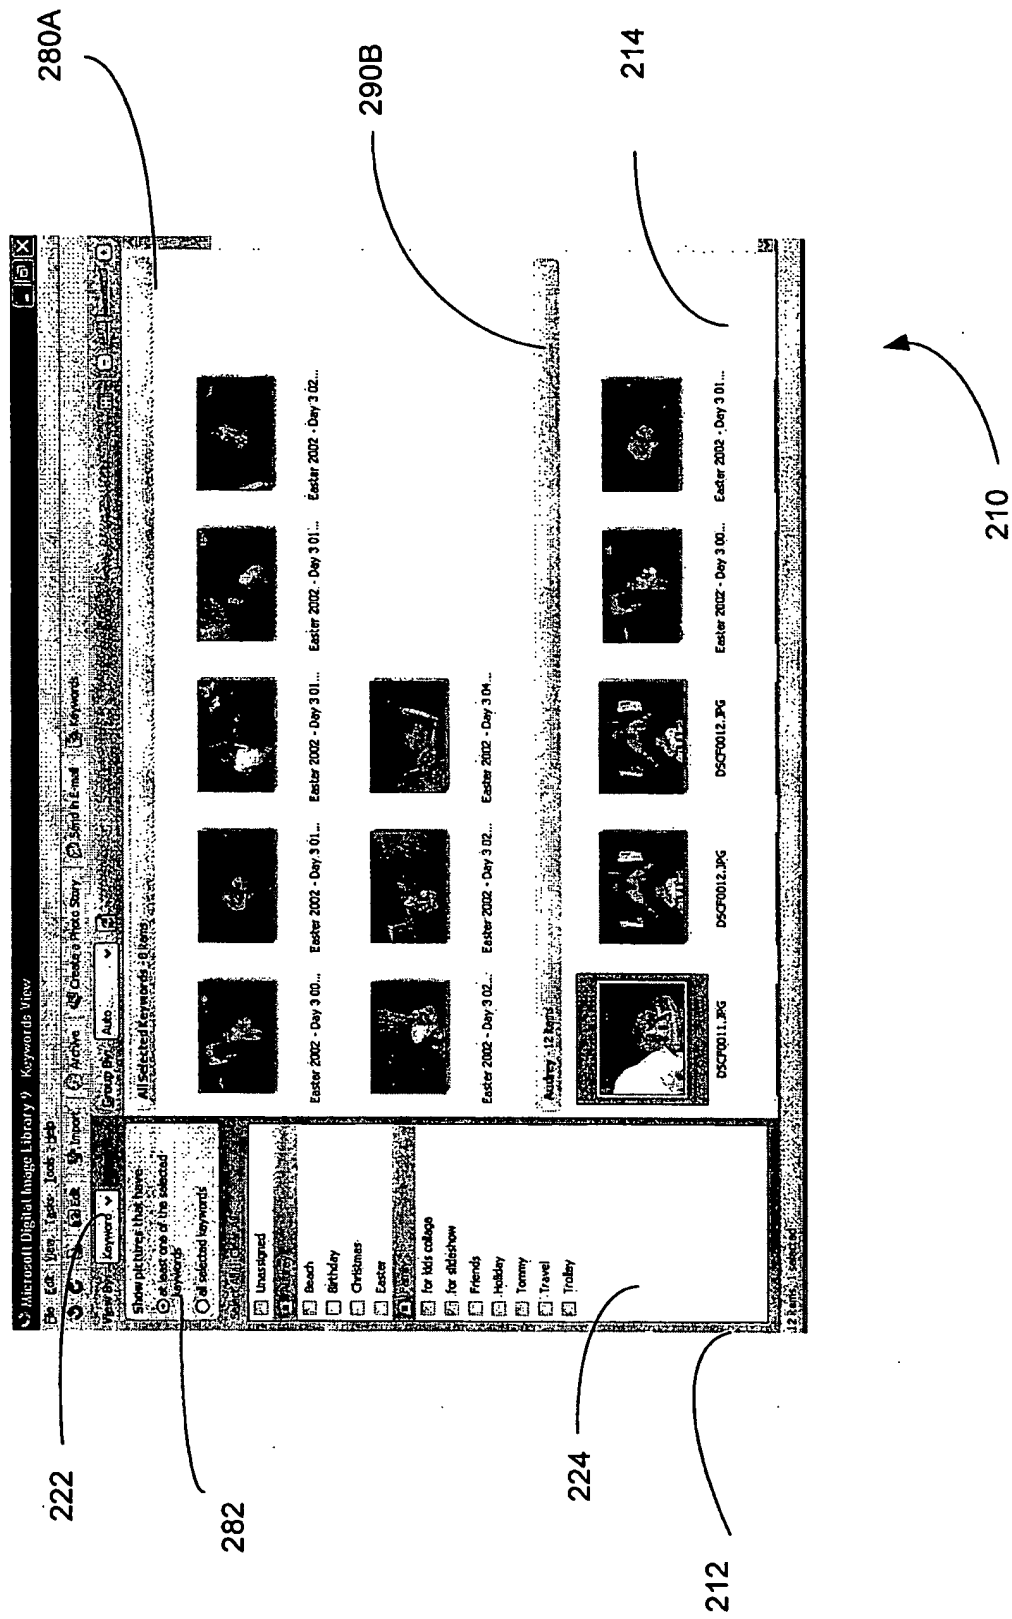 280A
290B
214
210
222
282
224
212
Microsoft Digital Image Library 9 Keywords View
File Edit View Tools Help
Edit Import Archive Create a Photo Story Send in E-mail Keywords
View By: Keyword Group By: Auto
Show pictures that have
at least one of the selected
keywords
all selected keywords
Unassigned
Audrey
Beach
Birthday
Christmas
Easter
for kids collage
for slideshow
Friends
Holiday
Tommy
Travel
Trolley
All Selected Keywords - 8 items
Easter 2002 - Day 3 00...
Easter 2002 - Day 3 01...
Easter 2002 - Day 3 01...
Easter 2002 - Day 3 01...
Easter 2002 - Day 3 02...
Easter 2002 - Day 3 02...
Easter 2002 - Day 3 02...
Easter 2002 - Day 3 04...
Audrey - 12 items
DSCF0011.JPG
DSCF0012.JPG
DSCF0012.JPG
Easter 2002 - Day 3 00...
Easter 2002 - Day 3 01...
12 items, 1 selected